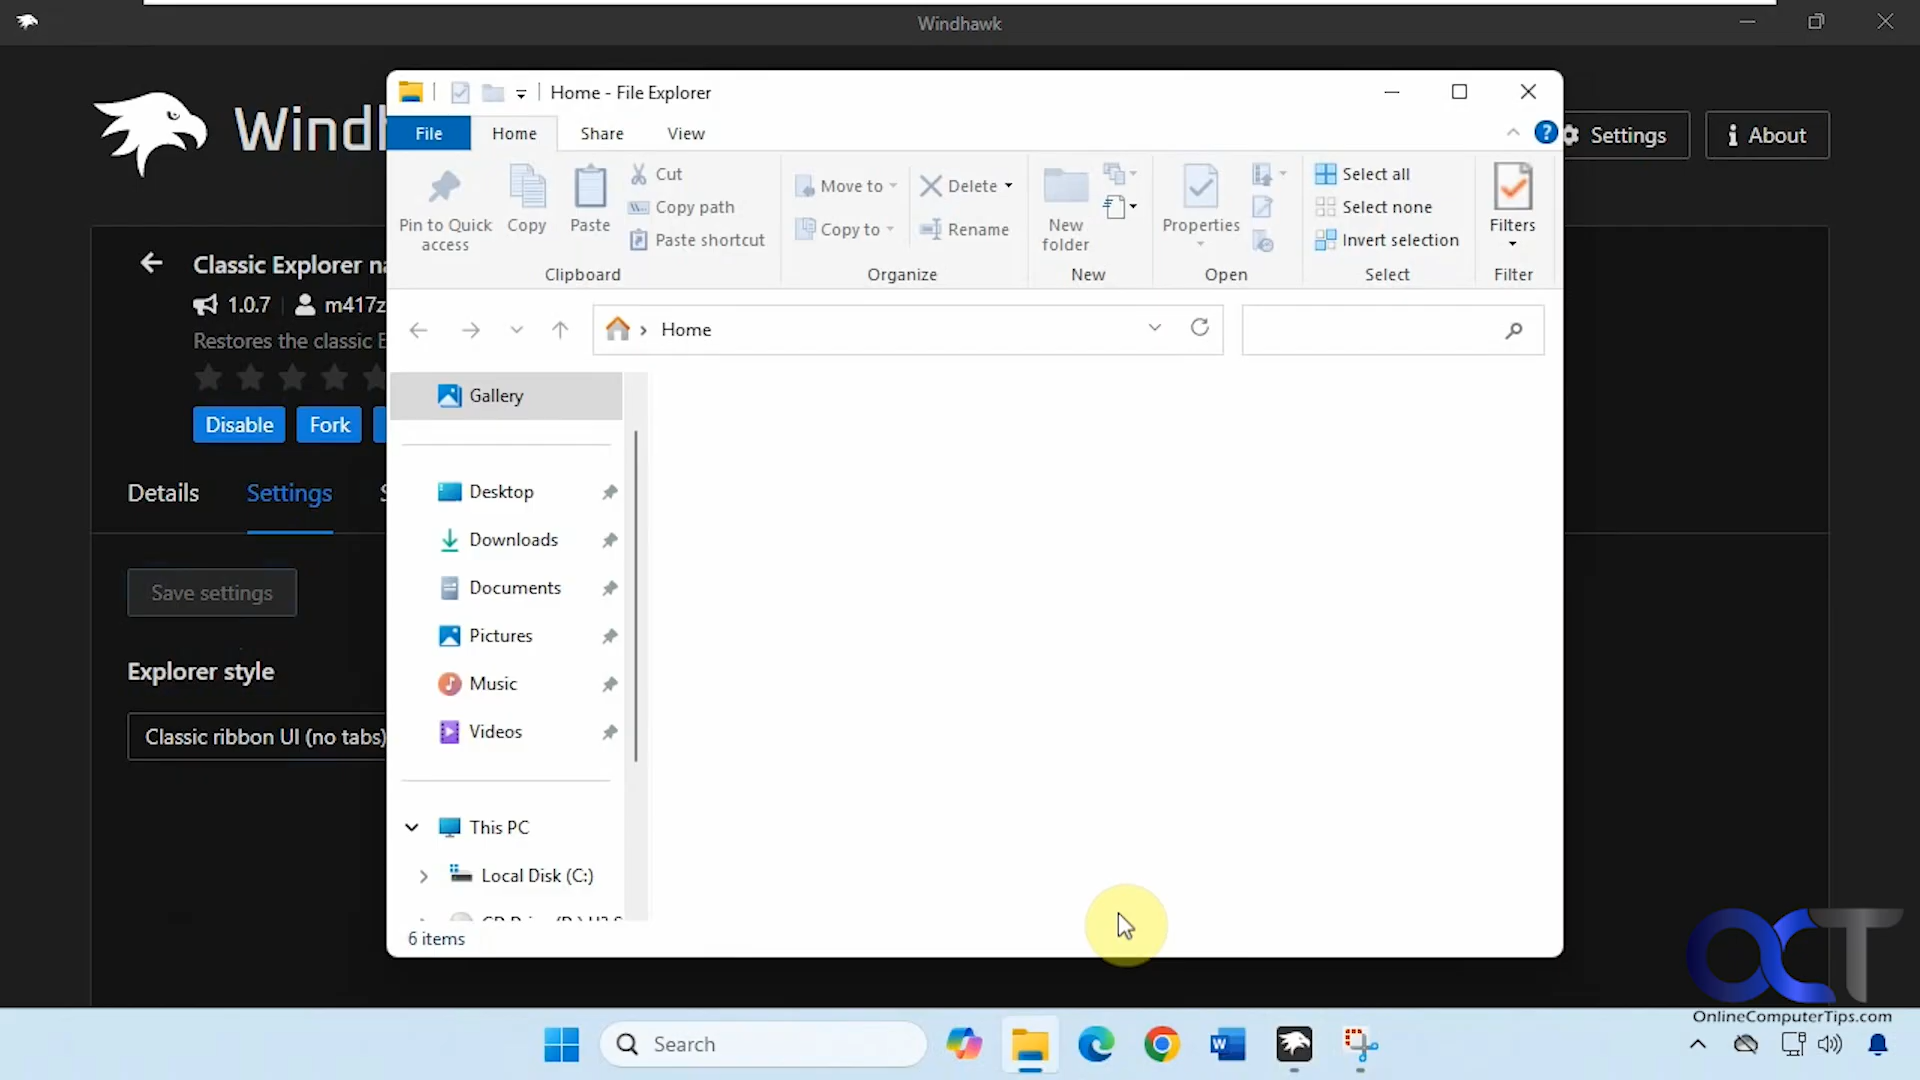 Windhawk
Windh
Settings
About
Classic Explorer na
1.0.7
m417z
Restores the classic E
Disable
Fork
Details
Settings
Save settings
Explorer style
Classic ribbon UI (no tabs)
Home - File Explorer
File
Home
Share
View
Pin to Quick access
Copy
Paste
Cut
Copy path
Paste shortcut
Clipboard
Move to
Copy to
Delete
Rename
Organize
New folder
New
Properties
Open
Select all
Select none
Invert selection
Select
Filters
Filter
Home
Gallery
Desktop
Downloads
Documents
Pictures
Music
Videos
This PC
Local Disk (C:)
6 items
OCT
OnlineComputerTips.com
Search